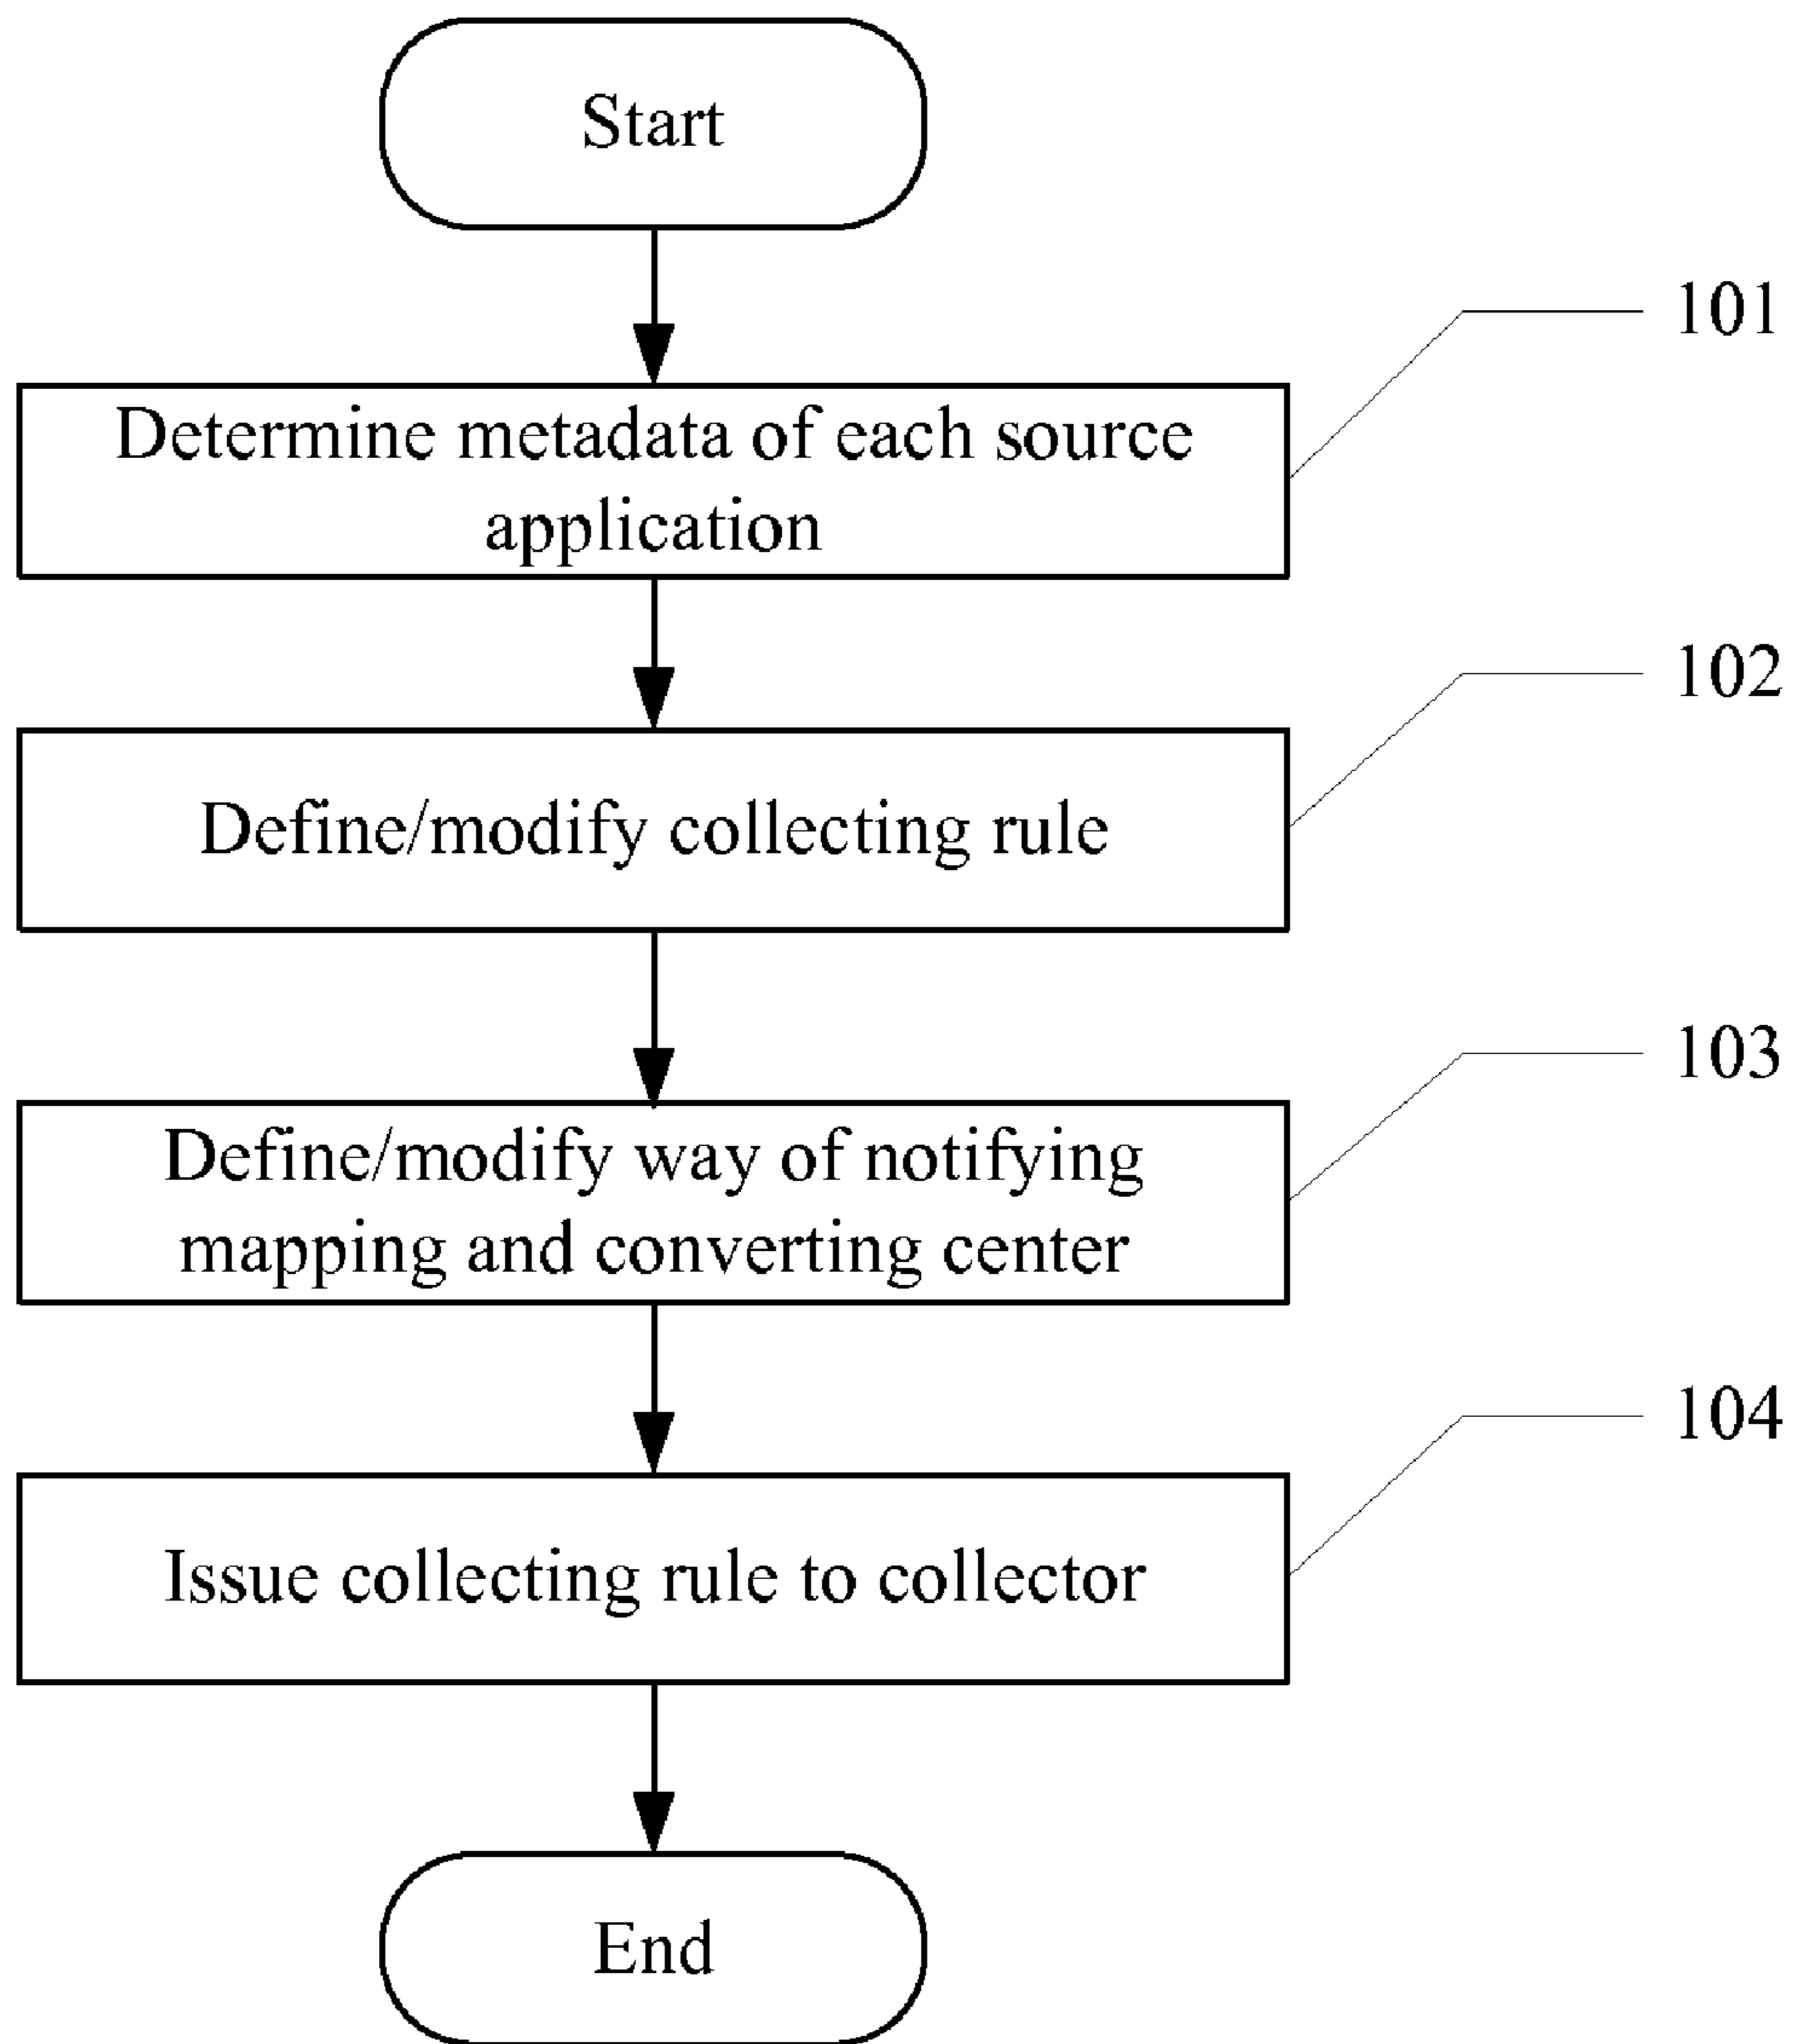 Start
101
Determine metadata of each source
application
102
Define/modify collecting rule
103
Define/modify way of notifying
mapping and converting center
104
Issue collecting rule to collector
End